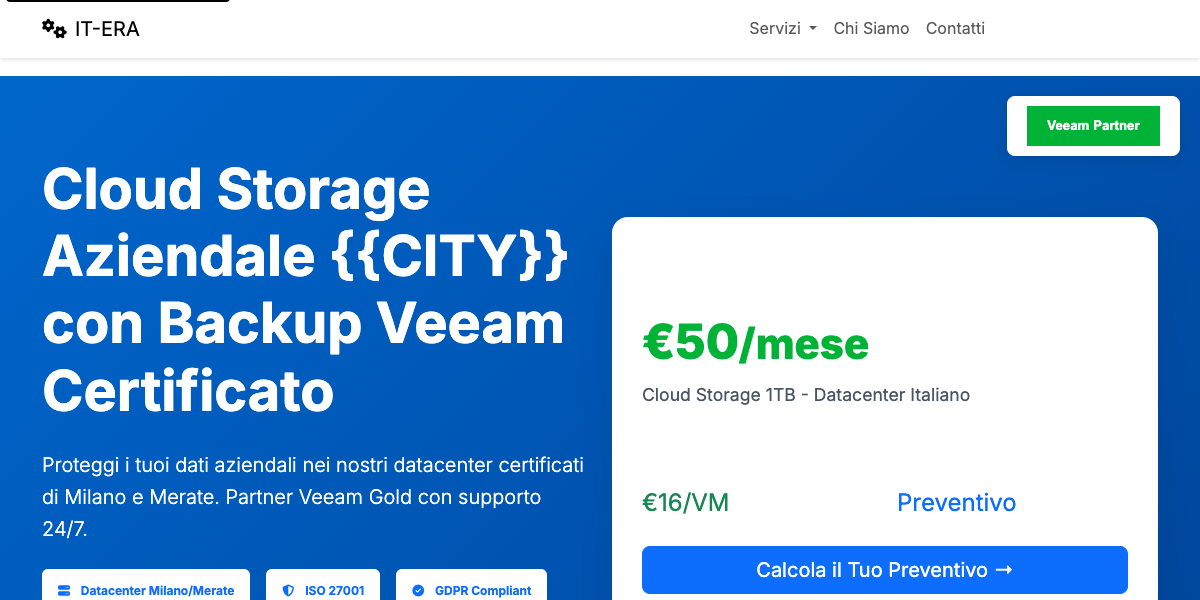 IT-ERA
Servizi
Chi Siamo
Contatti
Veeam Partner
Cloud Storage
Aziendale {{CITY}}
con Backup Veeam
Certificato
Proteggi i tuoi dati aziendali nei nostri datacenter certificati
di Milano e Merate. Partner Veeam Gold con supporto
24/7.
Datacenter Milano/Merate
ISO 27001
GDPR Compliant
€50/mese
Cloud Storage 1TB - Datacenter Italiano
€16/VM
Preventivo
Calcola il Tuo Preventivo →